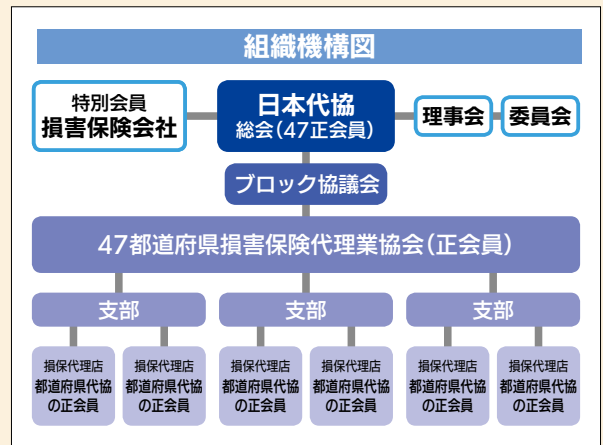 組織機構図
特別会員
損害保険会社
日本代協
総会(47正会員)
理事会
委員会
ブロック協議会
47都道府県損害保険代理業協会(正会員)
支部
支部
支部
損保代理店
都道府県代協
の正会員
損保代理店
都道府県代協
の正会員
損保代理店
都道府県代協
の正会員
損保代理店
都道府県代協
の正会員
損保代理店
都道府県代協
の正会員
損保代理店
都道府県代協
の正会員